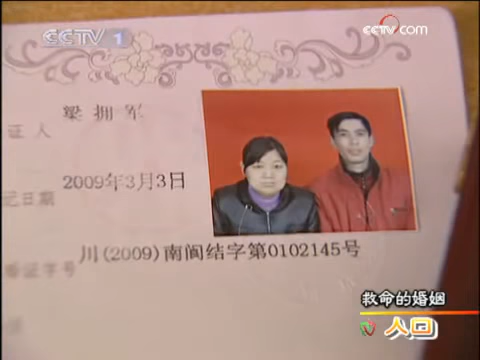 CCTV 1
CCTV.com
证人 梁拥军
记日期 2009年3月3日
证字号 川(2009)南阆结字第0102145号
救命的婚姻
人口